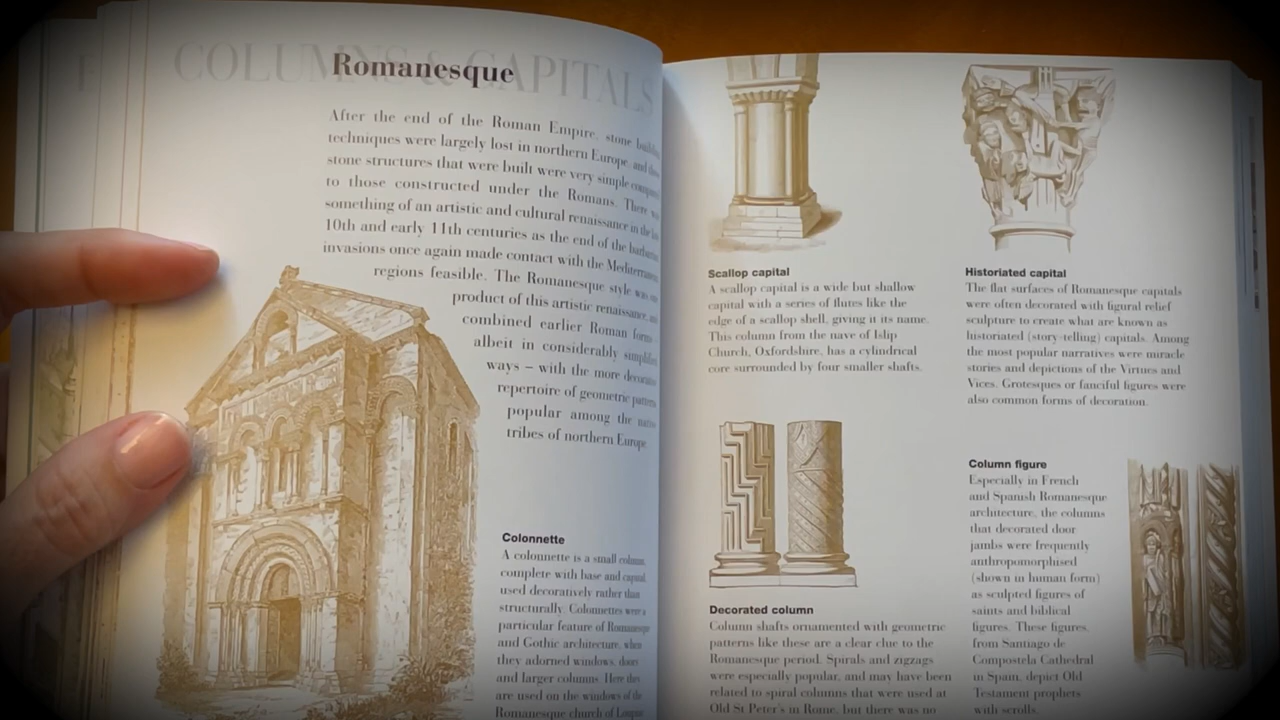 COLUMNS & CAPITALS
Romanesque
After the end of the Roman Empire, stone
techniques were largely lost in northern Europe, and
stone structures that were built were very simple
to those constructed under the Romans. There
something of an artistic and cultural renaissance in the
10th and early 11th centuries as the end of the
invasions once again made contact with the
regions feasible. The Romanesque style was
product of this artistic renaissance,
combined earlier Roman forms
albeit in considerably
ways – with the more
repertoire of geometric
popular among the
tribes of northern Europe.
Colonnette
A colonnette is a small column,
complete with base and capital,
used decoratively rather than
structurally. Colonnettes were a
particular feature of Romanesque
and Gothic architecture, when
they adorned windows, doors
and larger columns. Here they
are used on the windows of the
Romanesque church of
Scallop capital
A scallop capital is a wide but shallow
capital with a series of flutes like the
edge of a scallop shell, giving it its name.
This column from the nave of Islip
Church, Oxfordshire, has a cylindrical
core surrounded by four smaller shafts.
Historiated capital
The flat surfaces of Romanesque capitals
were often decorated with figural relief
sculpture to create what are known as
historiated (story-telling) capitals. Among
the most popular narratives were miracle
stories and depictions of the Virtues and
Vices. Grotesques or fanciful figures were
also common forms of decoration.
Decorated column
Column shafts ornamented with geometric
patterns like these are a clear clue to the
Romanesque period. Spirals and zigzags
were especially popular, and may have been
related to spiral columns that were used at
Old St Peter's in Rome, but there was no
Column figure
Especially in French
and Spanish Romanesque
architecture, the columns
that decorated door
jambs were frequently
anthropomorphised
(shown in human form)
as sculpted figures of
saints and biblical
figures. These figures,
from Santiago de
Compostela Cathedral
in Spain, depict Old
Testament prophets
with scrolls.